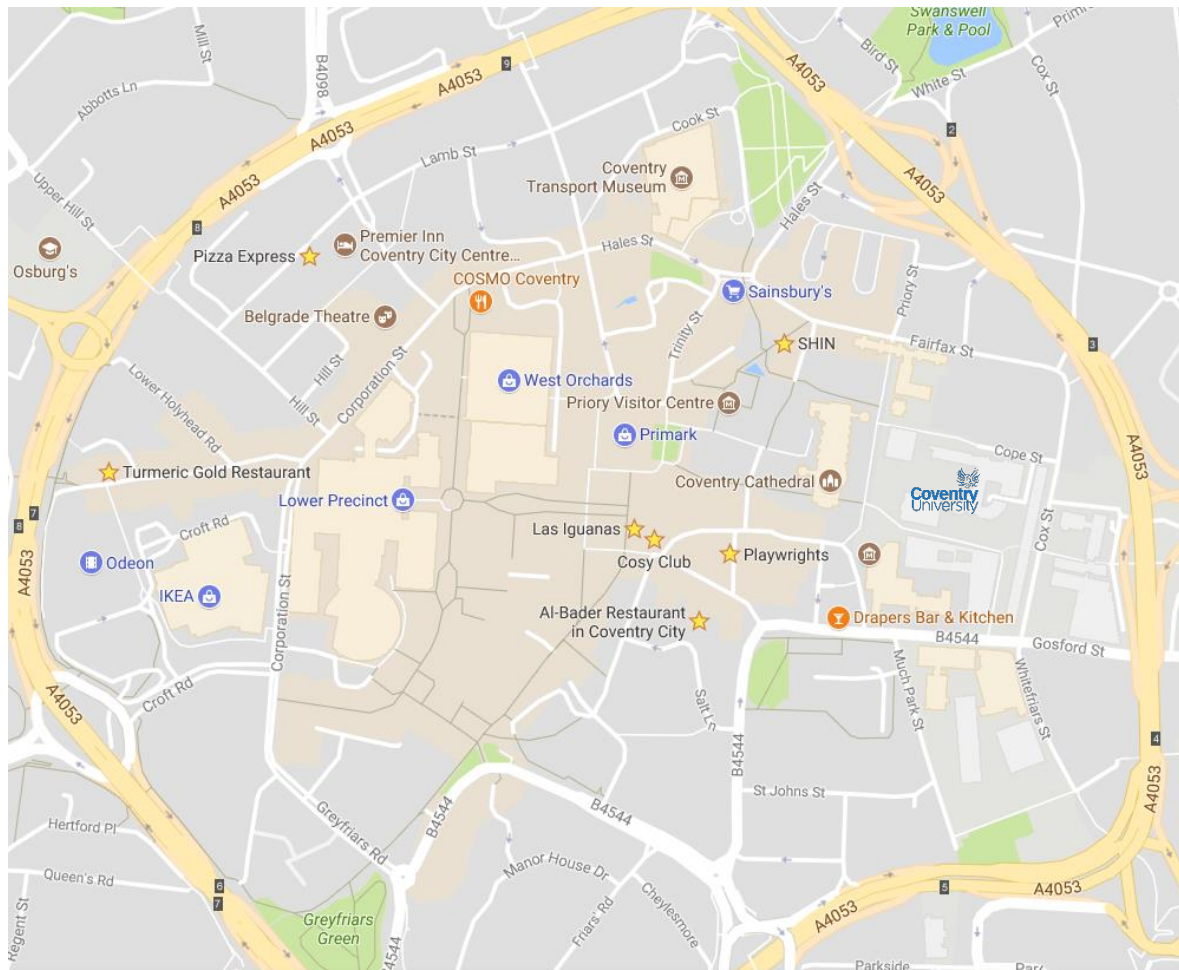 Swanswell
Park & Pool
Mill St
B4098
9
A4053
A4053
Bird St
White St
Primr
Cox St
Abbotts Ln
A4053
A4053
2
Cook St
Lamb St
Coventry
Transport Museum
A4053
A4053
Upper Hill St
8
Hales St
Osburg's
Pizza Express
Premier Inn
Coventry City Centre...
Hales St
COSMO Coventry
Sainsbury's
Priory St
Belgrade Theatre
Trinity St
SHIN
Fairfax St
3
Hill St
Corporation St
Lower Holyhead Rd
Hill St
West Orchards
Priory Visitor Centre
Primark
A4053
Cope St
Turmeric Gold Restaurant
Coventry Cathedral
Coventry
University
Lower Precinct
7
8
Croft Rd
Las Iguanas
Cox St
Cosy Club
Playwrights
Odeon
A4053
IKEA
Corporation St
Al-Bader Restaurant
in Coventry City
Drapers Bar & Kitchen
B4544
Gosford St
Croft Rd
A4053
Salt Ln
Much Park St
Whitefriars St
B4544
4
A4053
St Johns St
B4544
B4544
Greyfriars Rd
Hertford Pl
Queen's Rd
Manor House Dr
Cheylesmore
Friars' Rd
6
7
5
A4053
A4053
Regent St
Greyfriars
Green
B4544
Parkside
Par